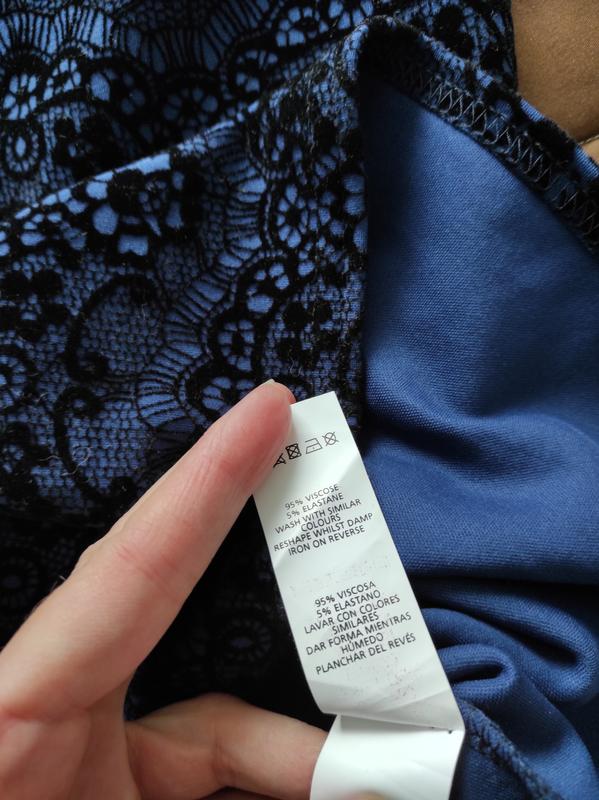 95% VISCOSE
5% ELASTANE
WASH WITH SIMILAR
COLOURS
RESHAPE WHILST DAMP
IRON ON REVERSE
95% VISCOSA
5% ELASTANO
LAVAR CON COLORES
SIMILARES
DAR FORMA MIENTRAS
HÚMEDO
PLANCHAR DEL REVÉS